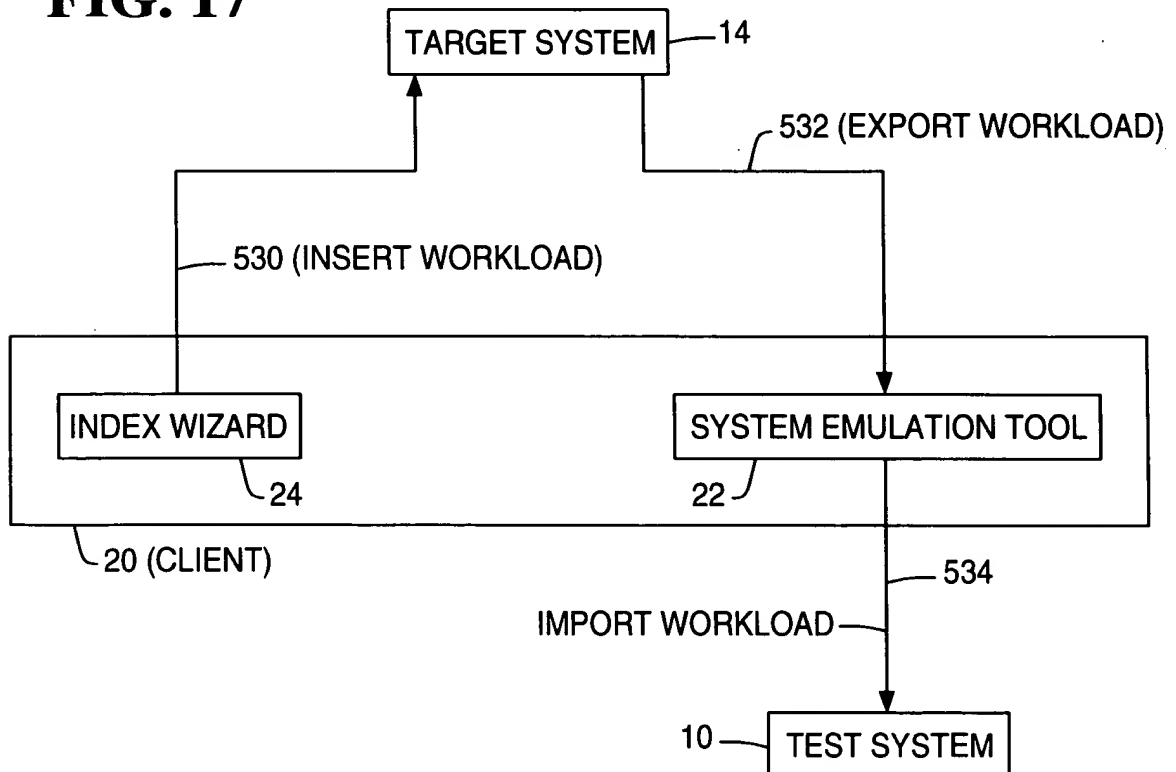 FIG. 17
TARGET SYSTEM
14
532 (EXPORT WORKLOAD)
530 (INSERT WORKLOAD)
INDEX WIZARD
SYSTEM EMULATION TOOL
24
22
20 (CLIENT)
534
IMPORT WORKLOAD
10
TEST SYSTEM